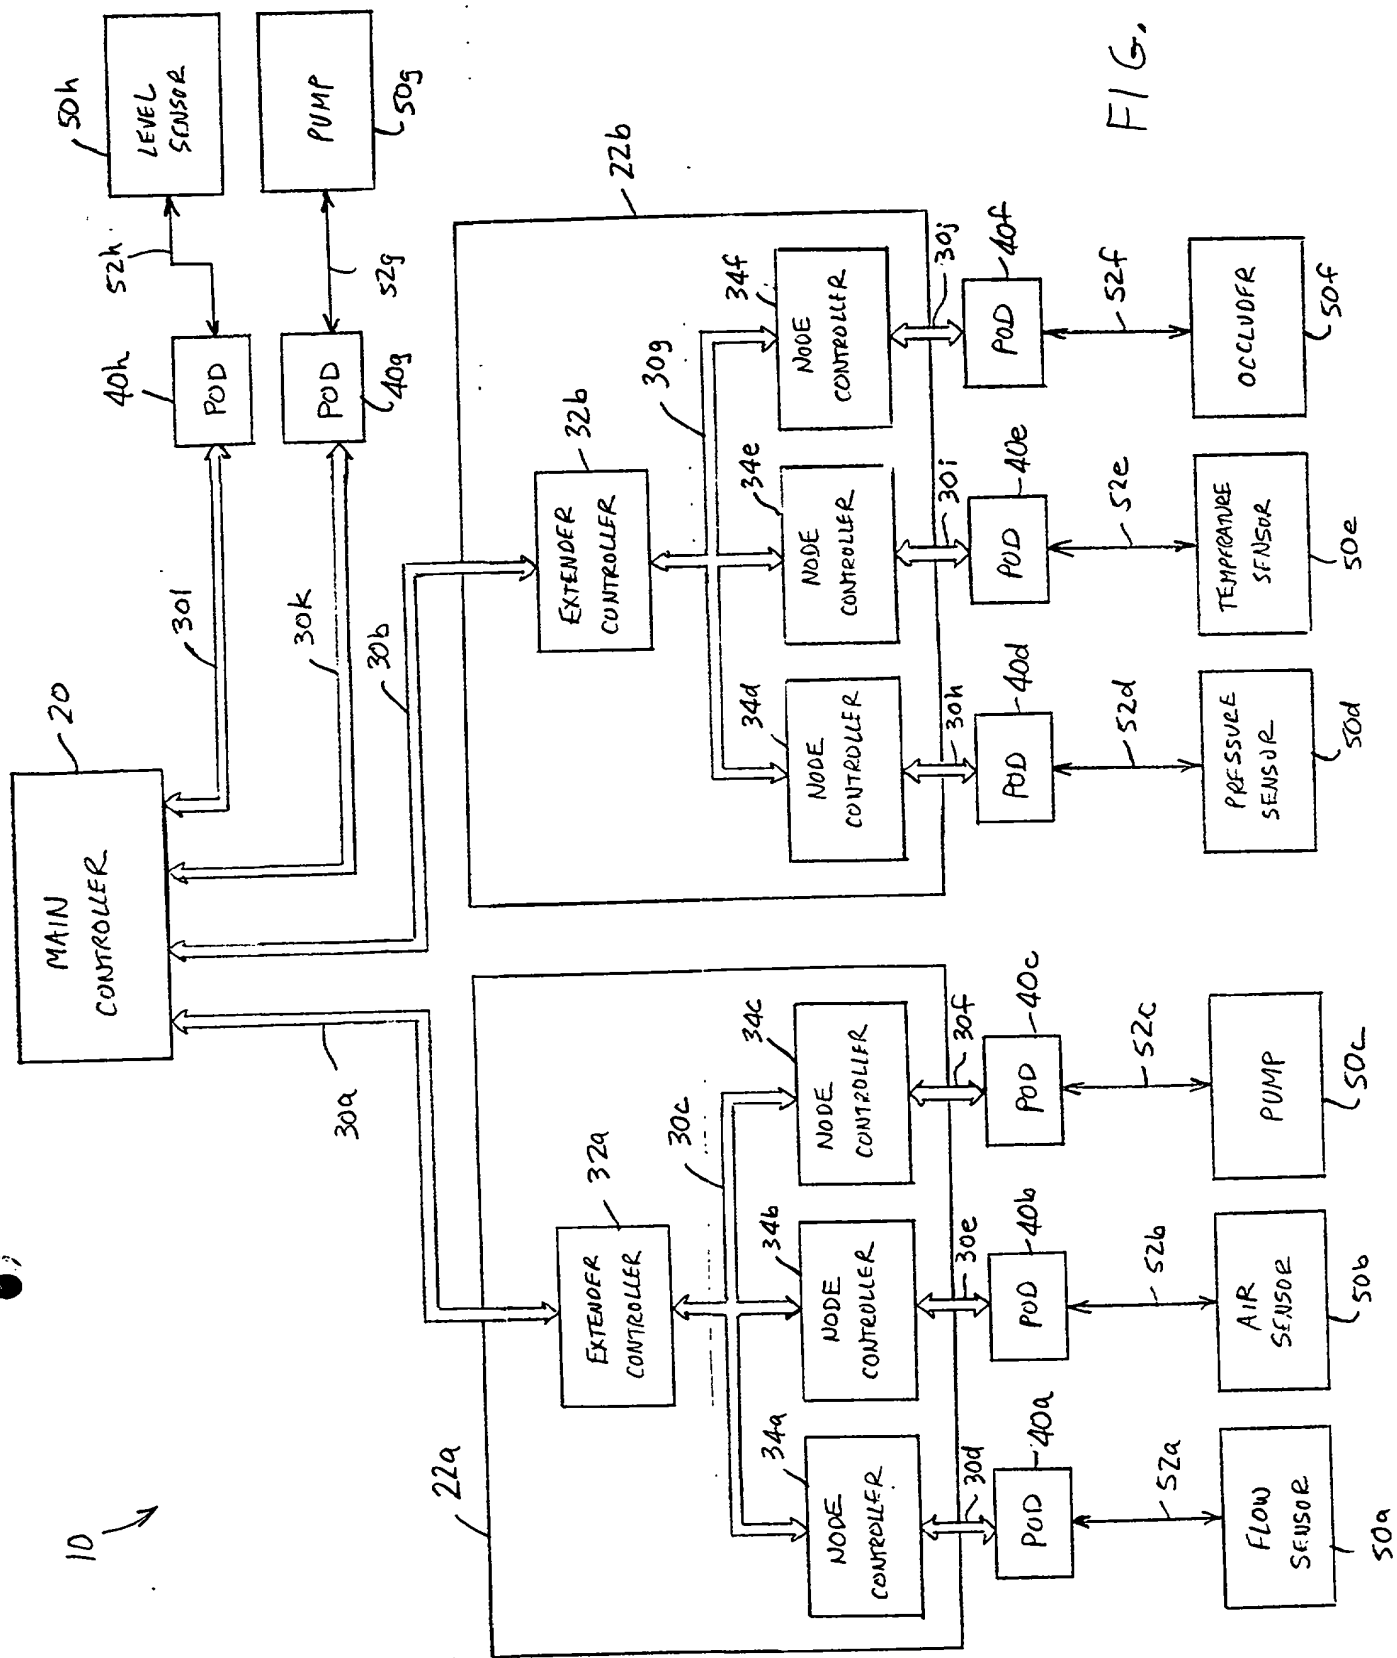 10
MAIN
CONTROLLER
20
30a
30b
30k
30l
40h
POD
52h
50h
LEVEL
SENSOR
POD
40g
52g
PUMP
50g
22a
EXTENDER
CONTROLLER
32a
30c
34a
NODE
CONTROLLER
34b
NODE
CONTROLLER
34c
NODE
CONTROLLER
30d
30e
30f
POD
40a
POD
40b
POD
40c
52a
52b
52c
FLOW
SENSOR
50a
AIR
SENSOR
50b
PUMP
50c
22b
EXTENDER
CONTROLLER
32b
30g
34d
NODE
CONTROLLER
34e
NODE
CONTROLLER
34f
NODE
CONTROLLER
30h
30i
30j
POD
40d
POD
40e
POD
40f
52d
52e
52f
PRESSURE
SENSOR
50d
TEMPERATURE
SENSOR
50e
OCCLUDER
50f
FIG.